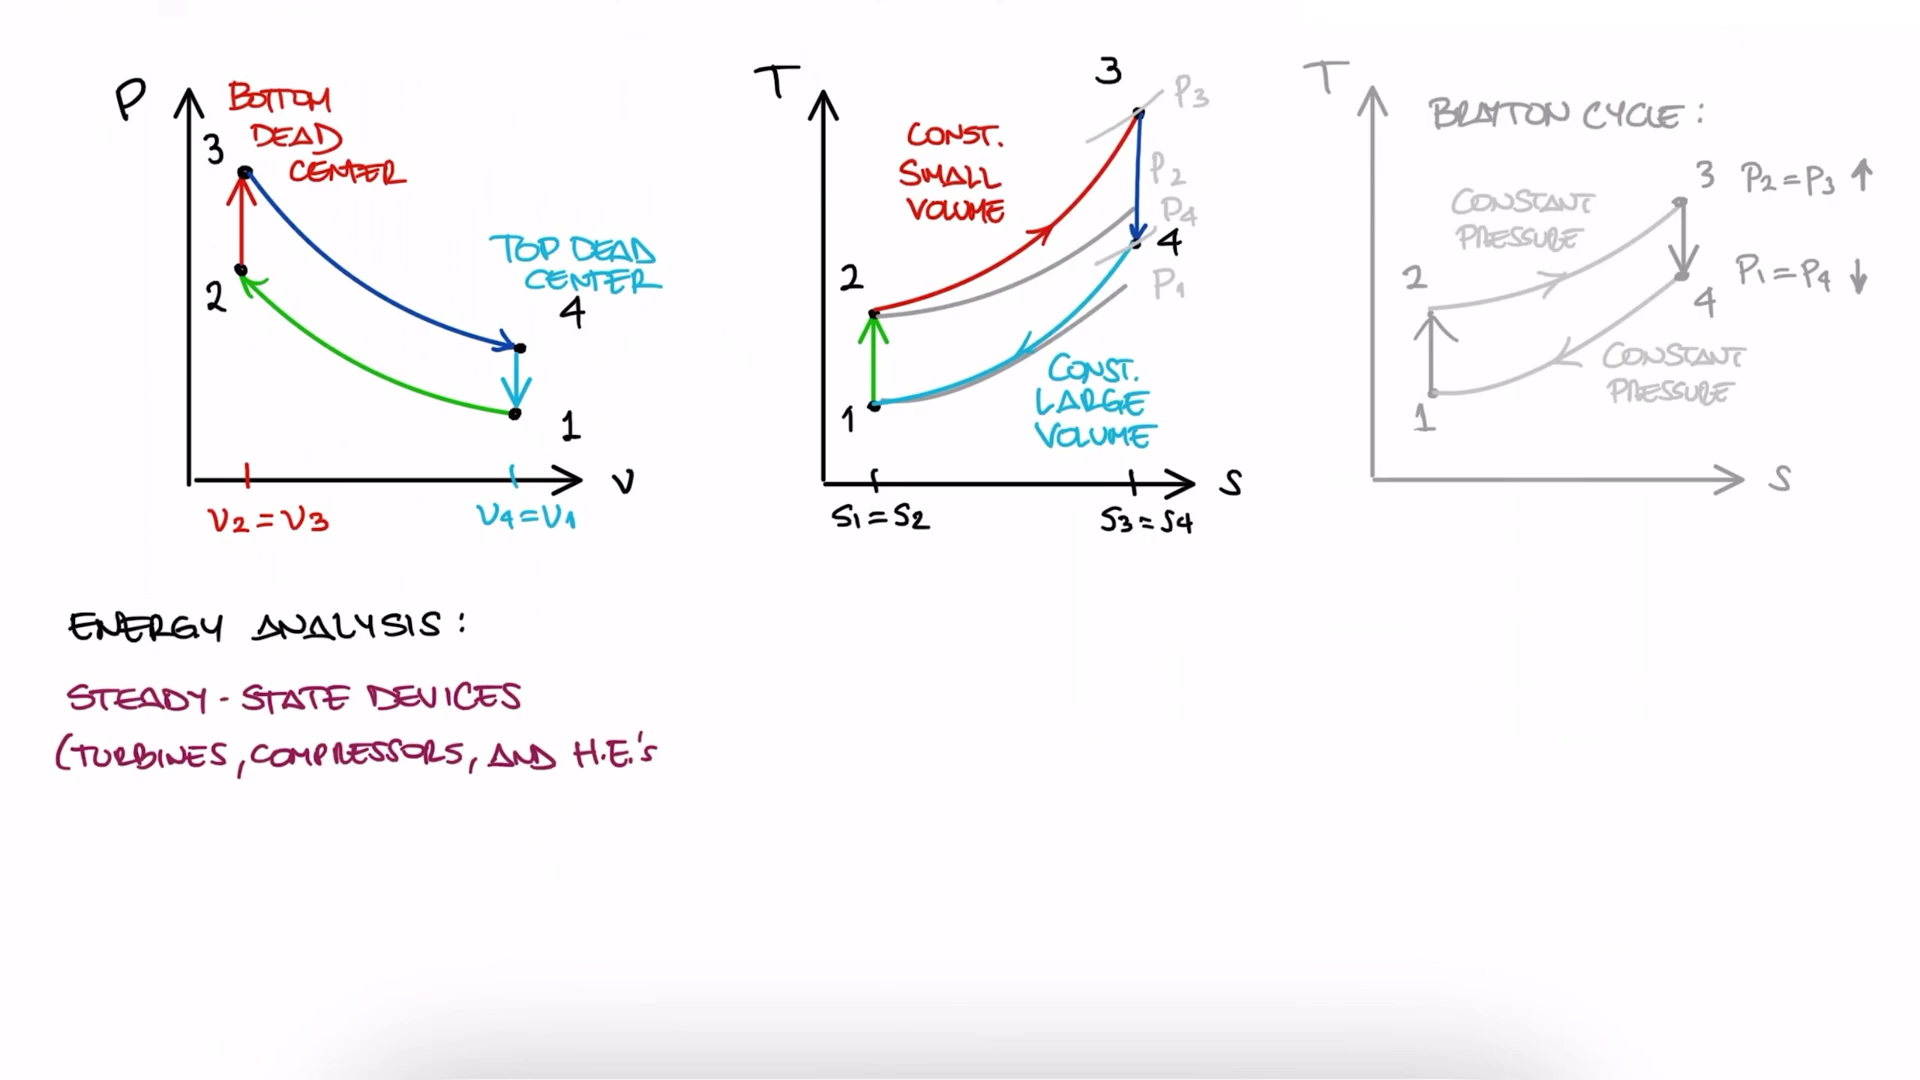 P
BOTTOM
DEAD
CENTER
3
2
TOP DEAD
CENTER
4
1
V
V2 = V3
V4 = V1
T
3
P3
CONST.
SMALL
VOLUME
P2
P4
4
2
P1
CONST.
LARGE
VOLUME
1
S
S1 = S2
S3 = S4
T
BRAYTON CYCLE:
3 P2 = P3 ↑
CONSTANT
PRESSURE
2
P1 = P4 ↓
4
CONSTANT
PRESSURE
1
S
ENERGY ANALYSIS:
STEADY-STATE DEVICES
(TURBINES, COMPRESSORS, AND H.E.'s